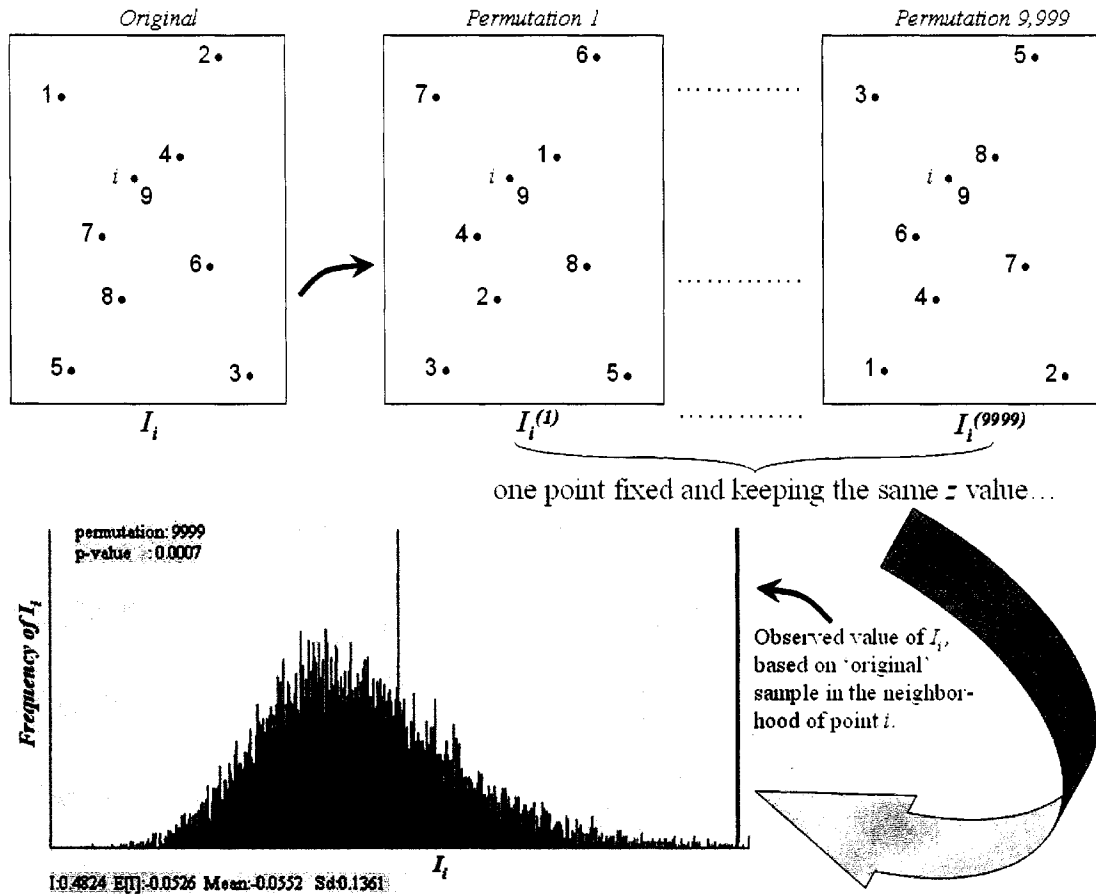 Original
Permutation 1
Permutation 9,999
2
1
4
i
9
7
6
8
5
3
I_i
6
7
1
i
9
4
8
2
3
5
I_i^(1)
5
3
8
i
9
6
7
4
1
2
I_i^(9999)
one point fixed and keeping the same z value…
permutation: 9999
p-value : 0.0007
Frequency of I_i
Observed value of I_i,
based on 'original'
sample in the neighbor-
hood of point i.
I_i
I:0.4824 E[I]:-0.0526 Mean:-0.0552 Sd:0.1361